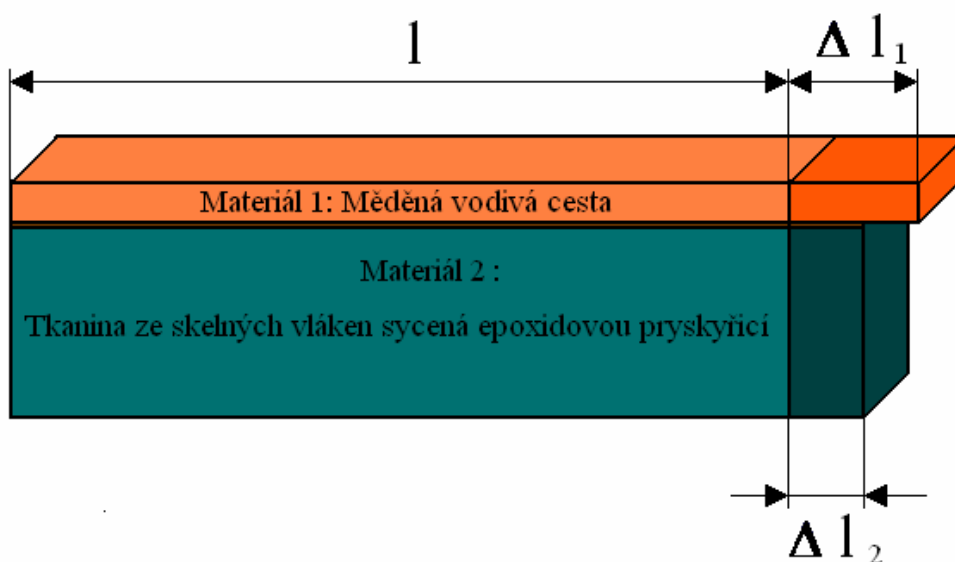 l
Δ l₁
Materiál 1: Měděná vodivá cesta
Materiál 2 :
Tkanina ze skelných vláken sycená epoxidovou pryskyřicí
Δ l₂